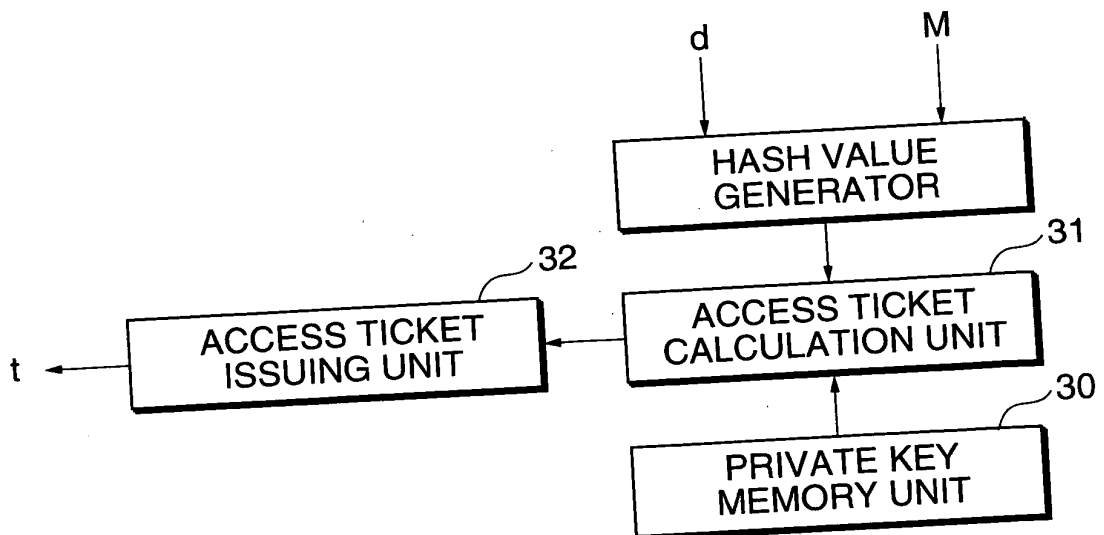 d
M
HASH VALUE
GENERATOR
31
32
ACCESS TICKET
CALCULATION UNIT
ACCESS TICKET
ISSUING UNIT
t
30
PRIVATE KEY
MEMORY UNIT